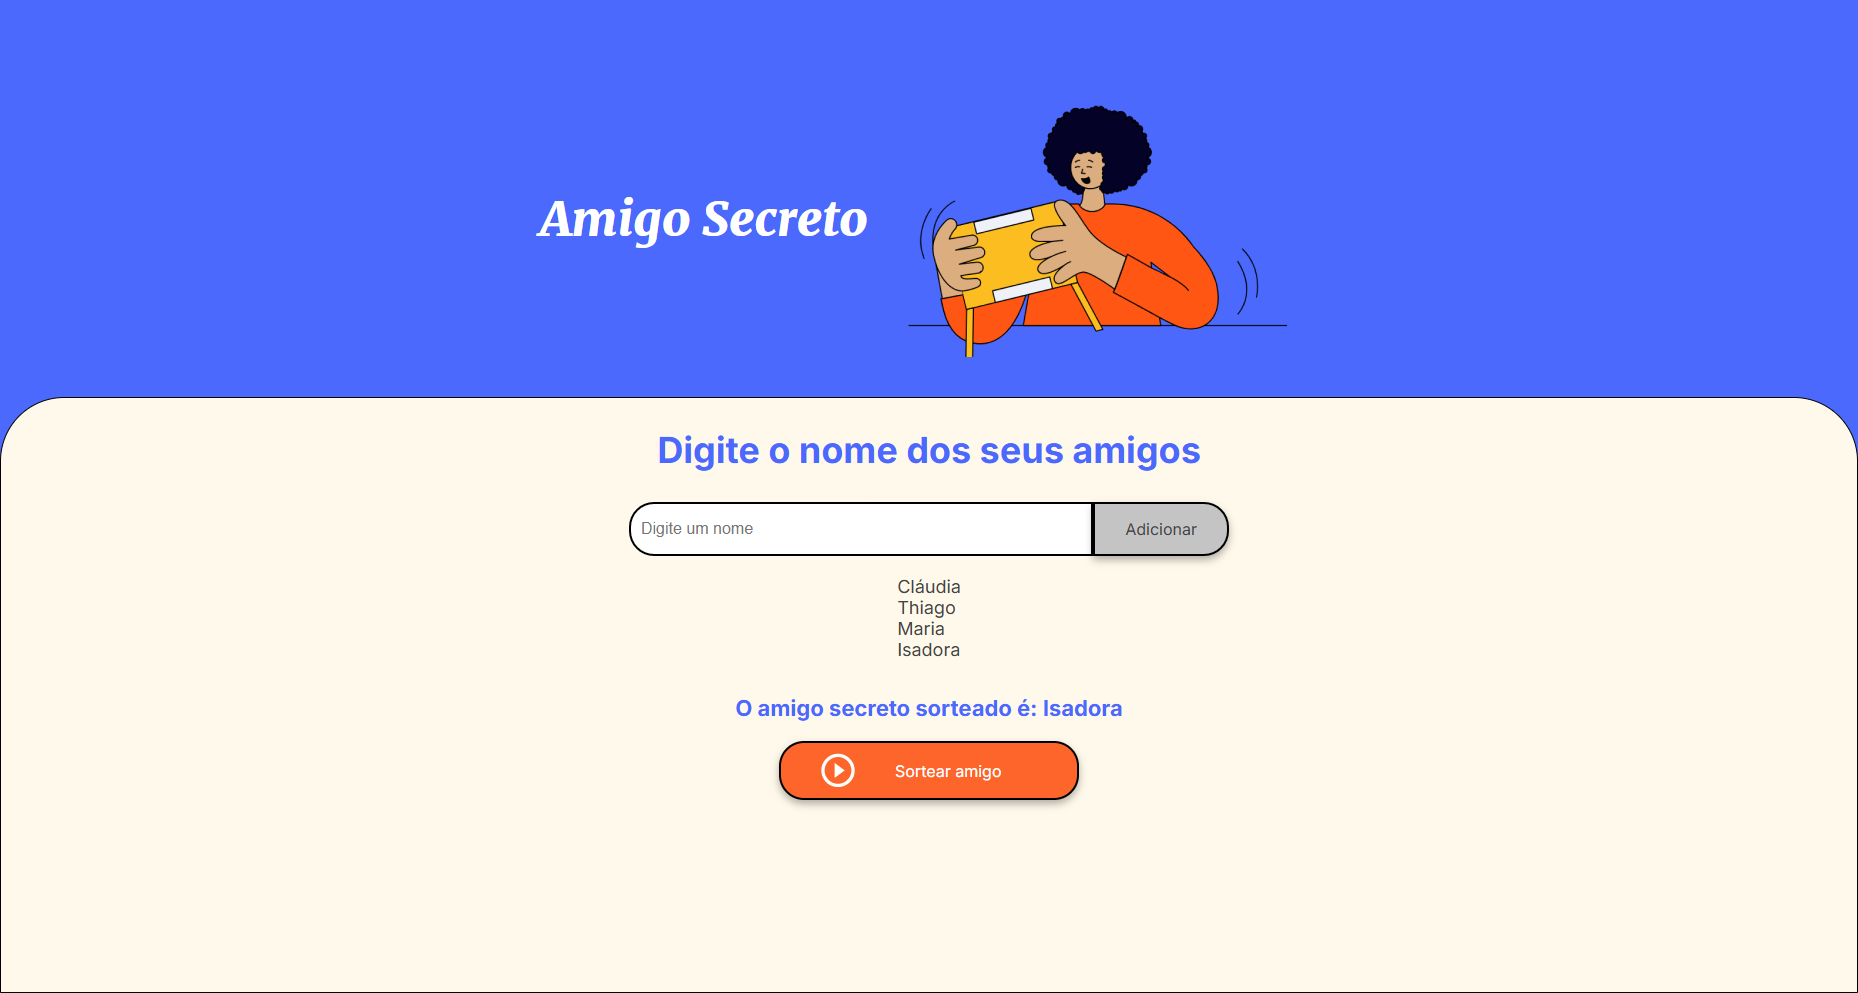 Amigo Secreto
Digite o nome dos seus amigos
Digite um nome
Adicionar
Cláudia
Thiago
Maria
Isadora
O amigo secreto sorteado é: Isadora
Sortear amigo